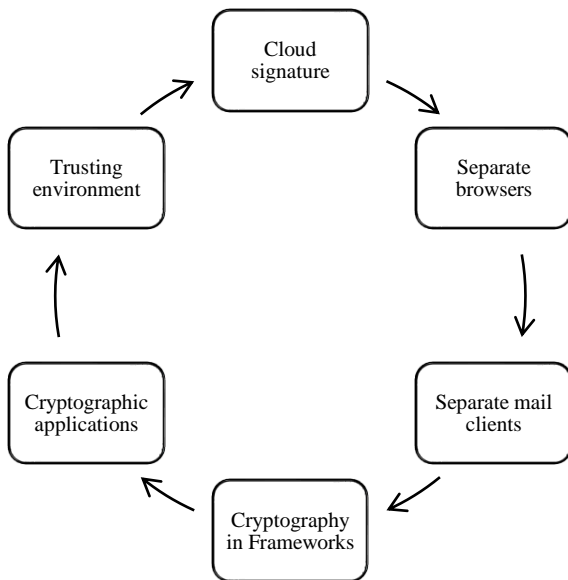 Cloud
signature
Separate
browsers
Separate mail
clients
Cryptography
in Frameworks
Cryptographic
applications
Trusting
environment